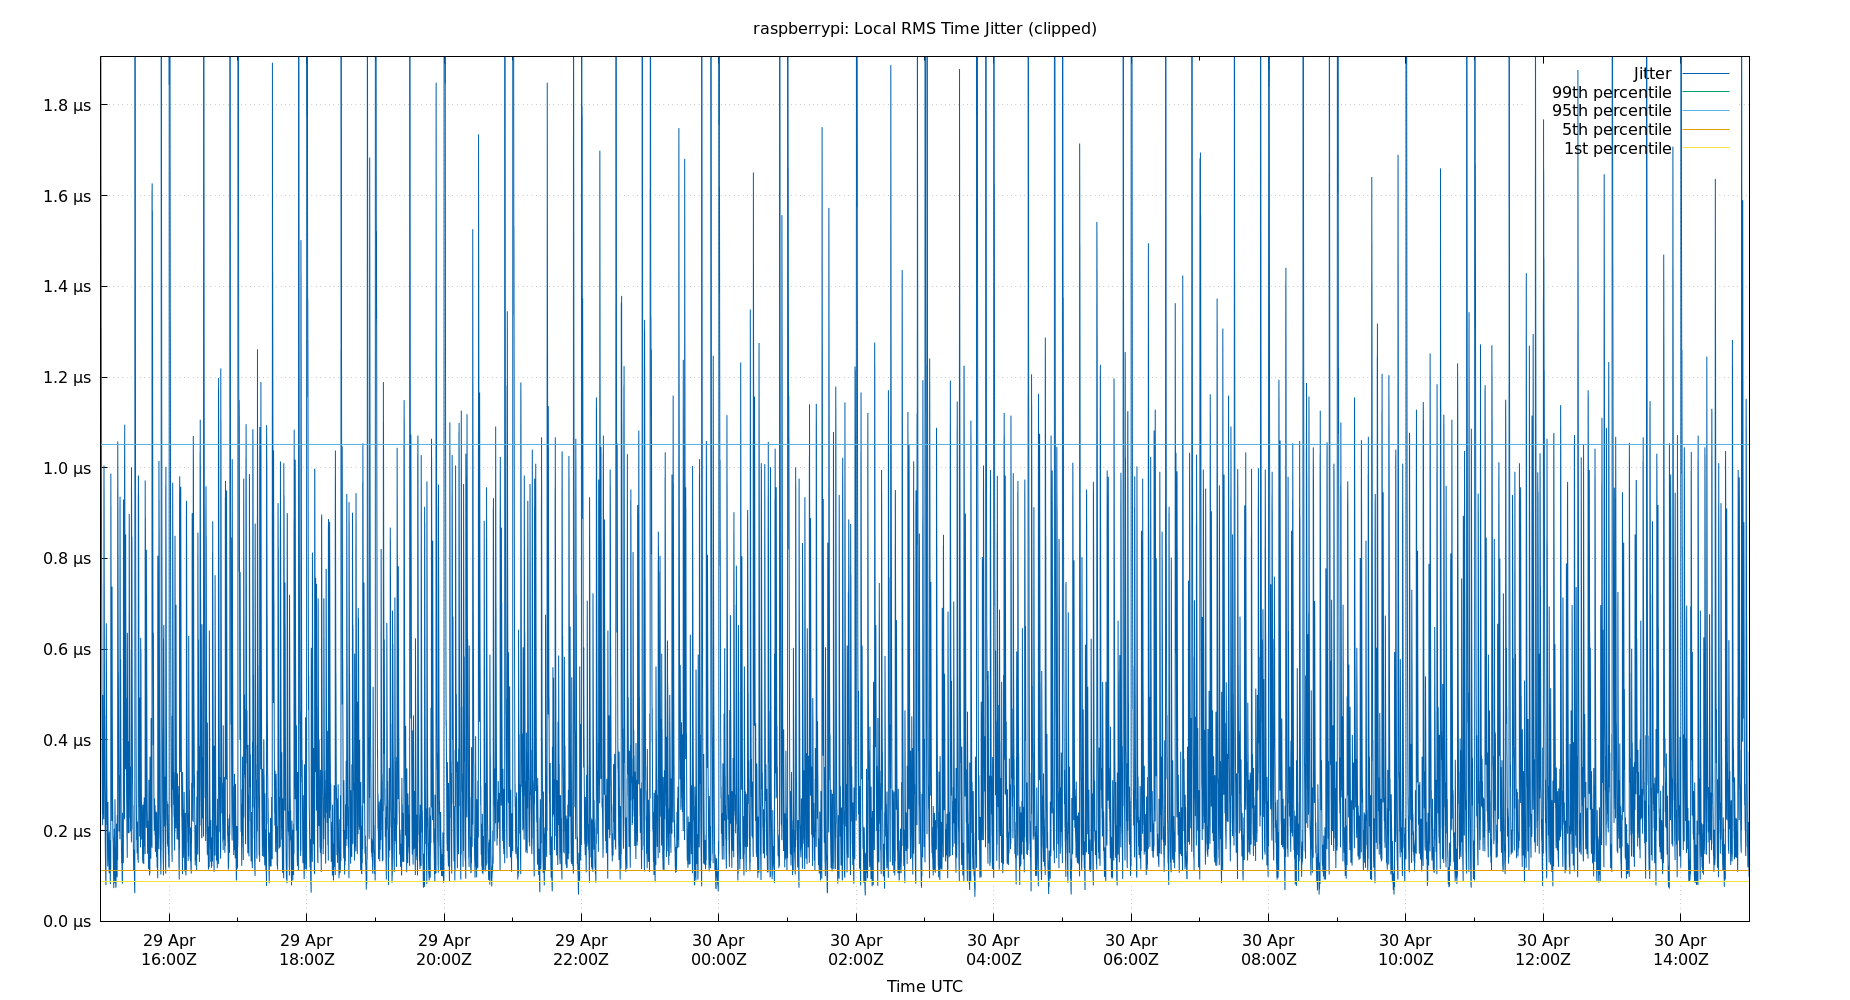 raspberrypi: Local RMS Time Jitter (clipped)
Jitter
99th percentile
95th percentile
5th percentile
1st percentile
1.8 μs
1.6 μs
1.4 μs
1.2 μs
1.0 μs
0.8 μs
0.6 μs
0.4 μs
0.2 μs
0.0 μs
29 Apr 29 Apr 29 Apr 29 Apr 30 Apr 30 Apr 30 Apr 30 Apr 30 Apr 30 Apr 30 Apr 30 Apr
16:00Z 18:00Z 20:00Z 22:00Z 00:00Z 02:00Z 04:00Z 06:00Z 08:00Z 10:00Z 12:00Z 14:00Z
Time UTC